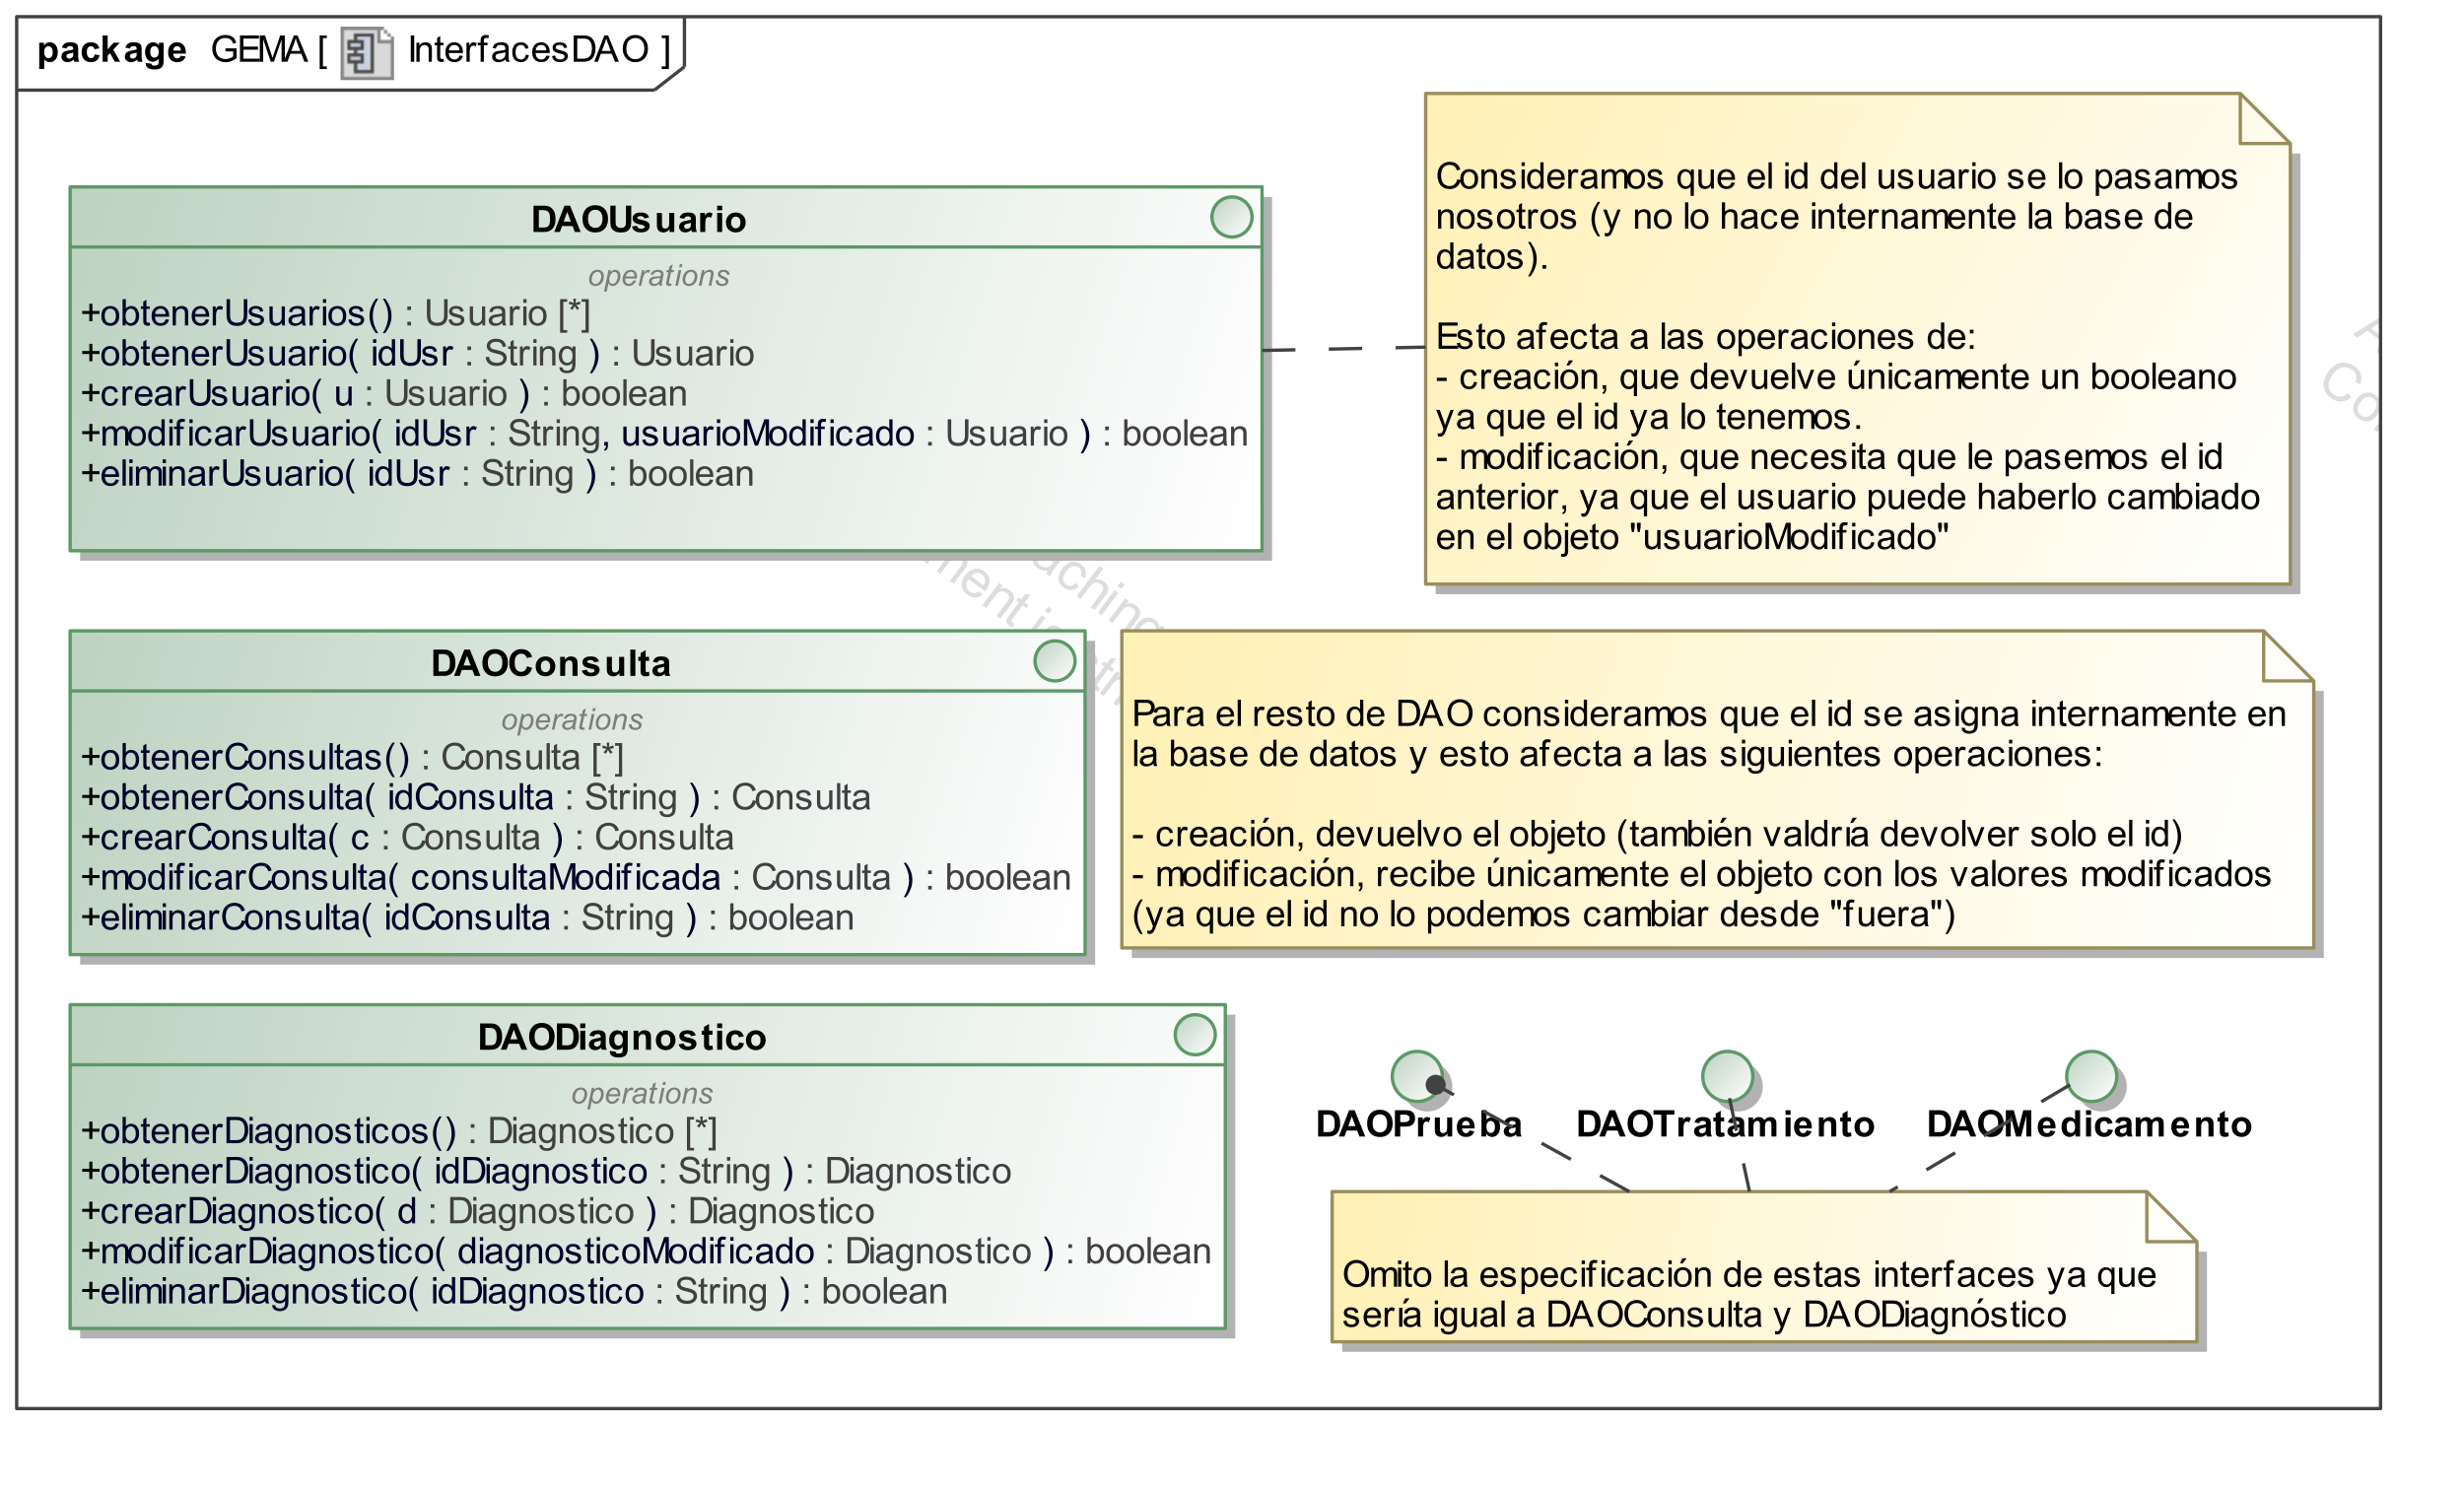 package GEMA [ InterfacesDAO ]
DAOUsuario
operations
+obtenerUsuarios() : Usuario [*]
+obtenerUsuario( idUsr : String ) : Usuario
+crearUsuario( u : Usuario ) : boolean
+modificarUsuario( idUsr : String, usuarioModificado : Usuario ) : boolean
+eliminarUsuario( idUsr : String ) : boolean
Consideramos que el id del usuario se lo pasamos
nosotros (y no lo hace internamente la base de
datos).
Esto afecta a las operaciones de:
- creación, que devuelve únicamente un booleano
ya que el id ya lo tenemos.
- modificación, que necesita que le pasemos el id
anterior, ya que el usuario puede haberlo cambiado
en el objeto "usuarioModificado"
DAOConsulta
operations
+obtenerConsultas() : Consulta [*]
+obtenerConsulta( idConsulta : String ) : Consulta
+crearConsulta( c : Consulta ) : Consulta
+modificarConsulta( consultaModificada : Consulta ) : boolean
+eliminarConsulta( idConsulta : String ) : boolean
Para el resto de DAO consideramos que el id se asigna internamente en
la base de datos y esto afecta a las siguientes operaciones:
- creación, devuelvo el objeto (también valdría devolver solo el id)
- modificación, recibe únicamente el objeto con los valores modificados
(ya que el id no lo podemos cambiar desde "fuera")
DAODiagnostico
operations
+obtenerDiagnosticos() : Diagnostico [*]
+obtenerDiagnostico( idDiagnostico : String ) : Diagnostico
+crearDiagnostico( d : Diagnostico ) : Diagnostico
+modificarDiagnostico( diagnosticoModificado : Diagnostico ) : boolean
+eliminarDiagnostico( idDiagnostico : String ) : boolean
DAOPrueba
DAOTratamiento
DAOMedicamento
Omito la especificación de estas interfaces ya que
sería igual a DAOConsulta y DAODiagnóstico